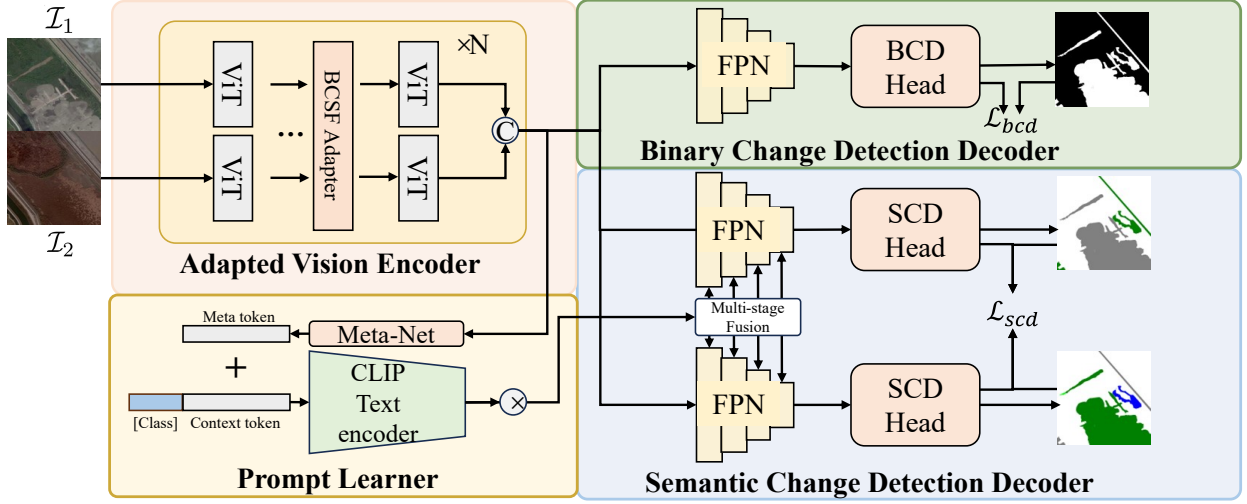 I₁
I₂
ViT
ViT
BCSF Adapter
ViT
ViT
×N
C
Adapted Vision Encoder
FPN
BCD
Head
ℒbcd
Binary Change Detection Decoder
FPN
SCD
Head
Multi-stage
Fusion
ℒscd
FPN
SCD
Head
Semantic Change Detection Decoder
Meta token
Meta-Net
+
[Class]
Context token
CLIP
Text
encoder
×
Prompt Learner